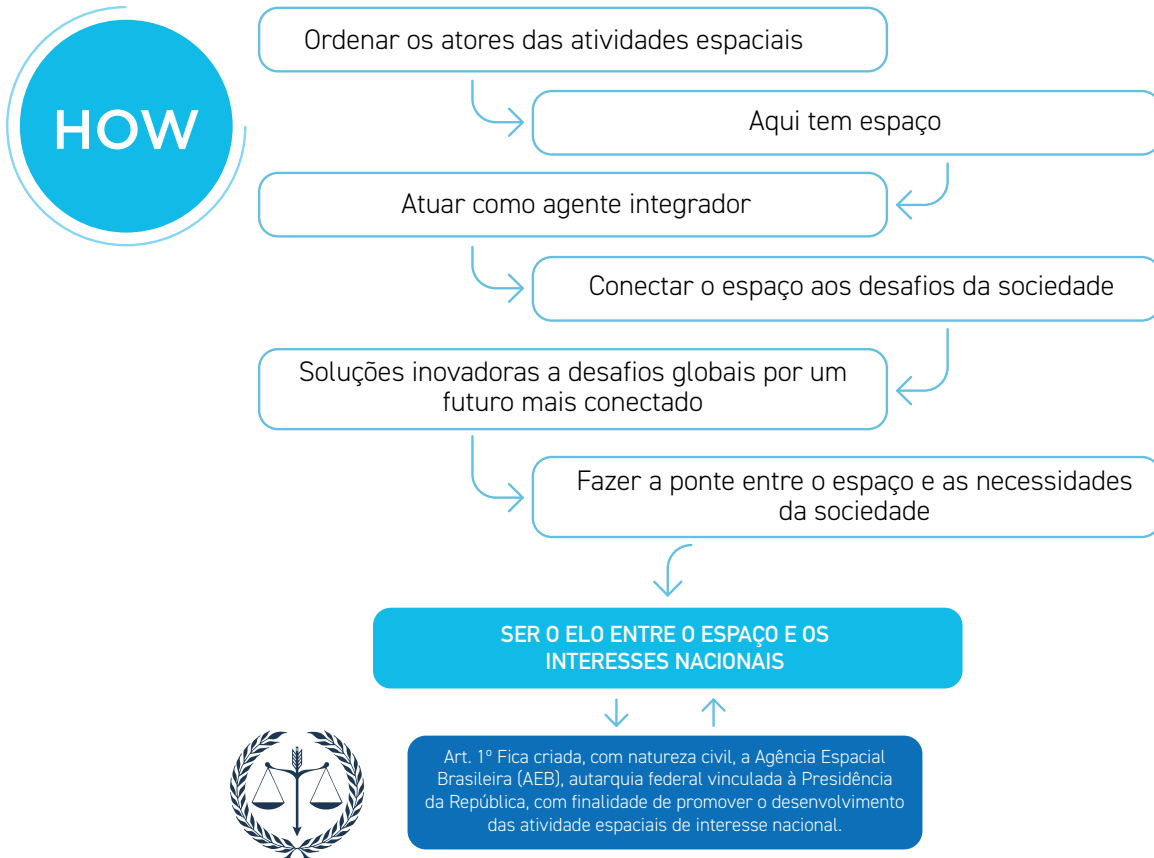 HOW
Ordenar os atores das atividades espaciais
Aqui tem espaço
Atuar como agente integrador
Conectar o espaço aos desafios da sociedade
Soluções inovadoras a desafios globais por um
futuro mais conectado
Fazer a ponte entre o espaço e as necessidades
da sociedade
SER O ELO ENTRE O ESPAÇO E OS
INTERESSES NACIONAIS
Art. 1º Fica criada, com natureza civil, a Agência Espacial
Brasileira (AEB), autarquia federal vinculada à Presidência
da República, com finalidade de promover o desenvolvimento
das atividade espaciais de interesse nacional.